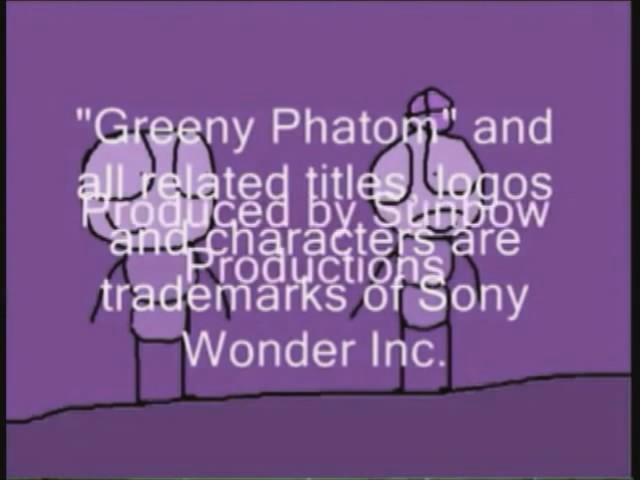 "Greeny Phatom" and
all related titles, logos
Produced by Sunbow
and characters are
Productions
trademarks of Sony
Wonder Inc.